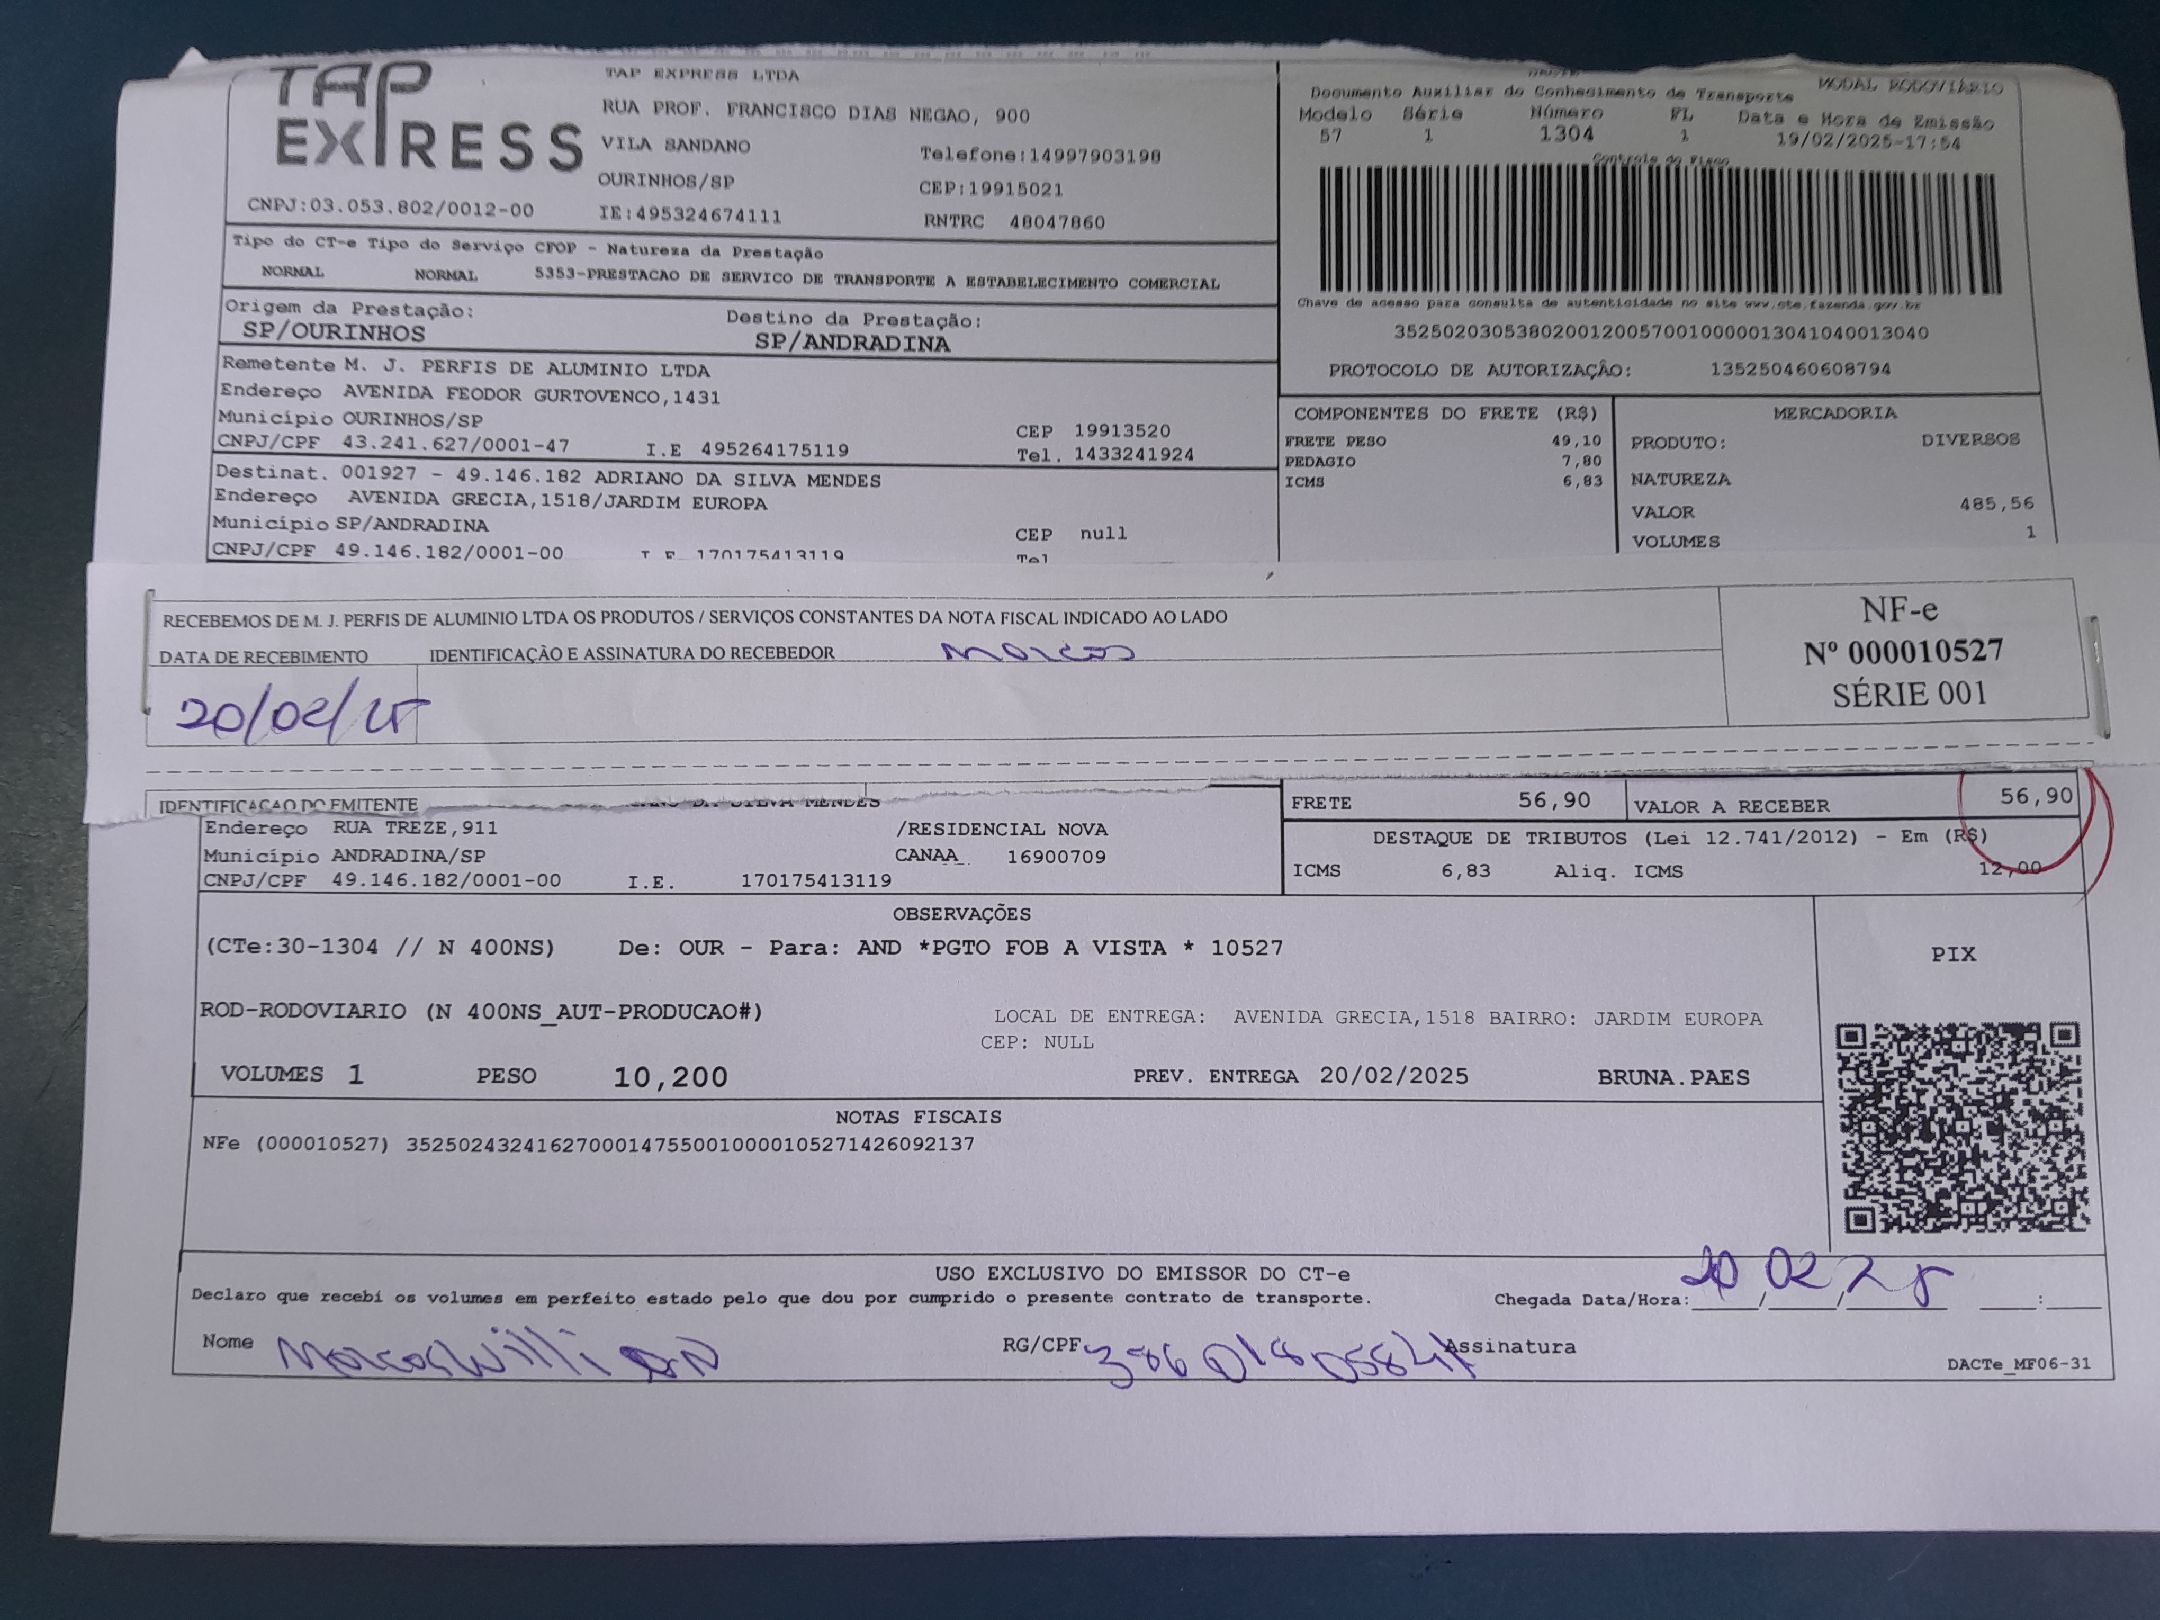 TAP EXPRESS
TAP EXPRESS LTDA
RUA PROF. FRANCISCO DIAS NEGAO, 900
VILA SANDANO
Telefone:14997903198
OURINHOS/SP
CEP:19915021
CNPJ:03.053.802/0012-00
IE:495324674111
RNTRC 48047860
MODAL RODOVIÁRIO
Documento Auxiliar do Conhecimento de Transporte
Modelo Série Número FL Data e Hora de Emissão
57 1 1304 1 19/02/2025-17:54
Controle do Fisco
Chave de acesso para consulta de autenticidade no site www.cte.fazenda.gov.br
35250203053802001200570010000013041040013040
PROTOCOLO DE AUTORIZAÇÃO: 135250460608794
Tipo do CT-e Tipo do Serviço CFOP - Natureza da Prestação
NORMAL NORMAL 5353-PRESTACAO DE SERVICO DE TRANSPORTE A ESTABELECIMENTO COMERCIAL
Origem da Prestação: Destino da Prestação:
SP/OURINHOS SP/ANDRADINA
Remetente M. J. PERFIS DE ALUMINIO LTDA
Endereço AVENIDA FEODOR GURTOVENCO,1431
Município OURINHOS/SP CEP 19913520
CNPJ/CPF 43.241.627/0001-47 I.E 495264175119 Tel. 1433241924
Destinat. 001927 - 49.146.182 ADRIANO DA SILVA MENDES
Endereço AVENIDA GRECIA,1518/JARDIM EUROPA
Município SP/ANDRADINA CEP null
CNPJ/CPF 49.146.182/0001-00 I.E 170175413119 Tel
COMPONENTES DO FRETE (R$)
FRETE PESO 49,10
PEDAGIO 7,80
ICMS 6,83
MERCADORIA
PRODUTO: DIVERSOS
NATUREZA
VALOR 485,56
VOLUMES 1
RECEBEMOS DE M. J. PERFIS DE ALUMINIO LTDA OS PRODUTOS / SERVIÇOS CONSTANTES DA NOTA FISCAL INDICADO AO LADO
DATA DE RECEBIMENTO IDENTIFICAÇÃO E ASSINATURA DO RECEBEDOR Marcos
20/02/25
NF-e
Nº 000010527
SÉRIE 001
IDENTIFICAÇÃO DO EMITENTE
DA SILVA MENDES
Endereço RUA TREZE,911 /RESIDENCIAL NOVA
Município ANDRADINA/SP CANAA 16900709
CNPJ/CPF 49.146.182/0001-00 I.E. 170175413119
FRETE 56,90 VALOR A RECEBER 56,90
DESTAQUE DE TRIBUTOS (Lei 12.741/2012) - Em (R$)
ICMS 6,83 Aliq. ICMS 12,00
OBSERVAÇÕES
(CTe:30-1304 // N 400NS) De: OUR - Para: AND *PGTO FOB A VISTA * 10527
ROD-RODOVIARIO (N 400NS_AUT-PRODUCAO#)
LOCAL DE ENTREGA: AVENIDA GRECIA,1518 BAIRRO: JARDIM EUROPA
CEP: NULL
VOLUMES 1 PESO 10,200 PREV. ENTREGA 20/02/2025 BRUNA.PAES
PIX
NOTAS FISCAIS
NFe (000010527) 35250243241627000147550010000105271426092137
USO EXCLUSIVO DO EMISSOR DO CT-e
Declaro que recebi os volumes em perfeito estado pelo que dou por cumprido o presente contrato de transporte.
Chegada Data/Hora: 20/02/25 :
Nome Marcos Willian RG/CPF Assinatura
DACTe_MF06-31